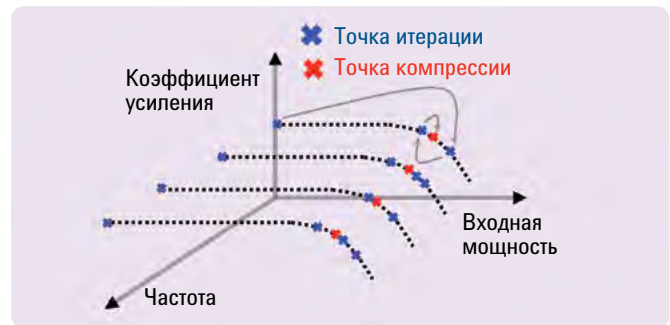 Точка итерации
Точка компрессии
Коэффициент
усиления
Входная
мощность
Частота